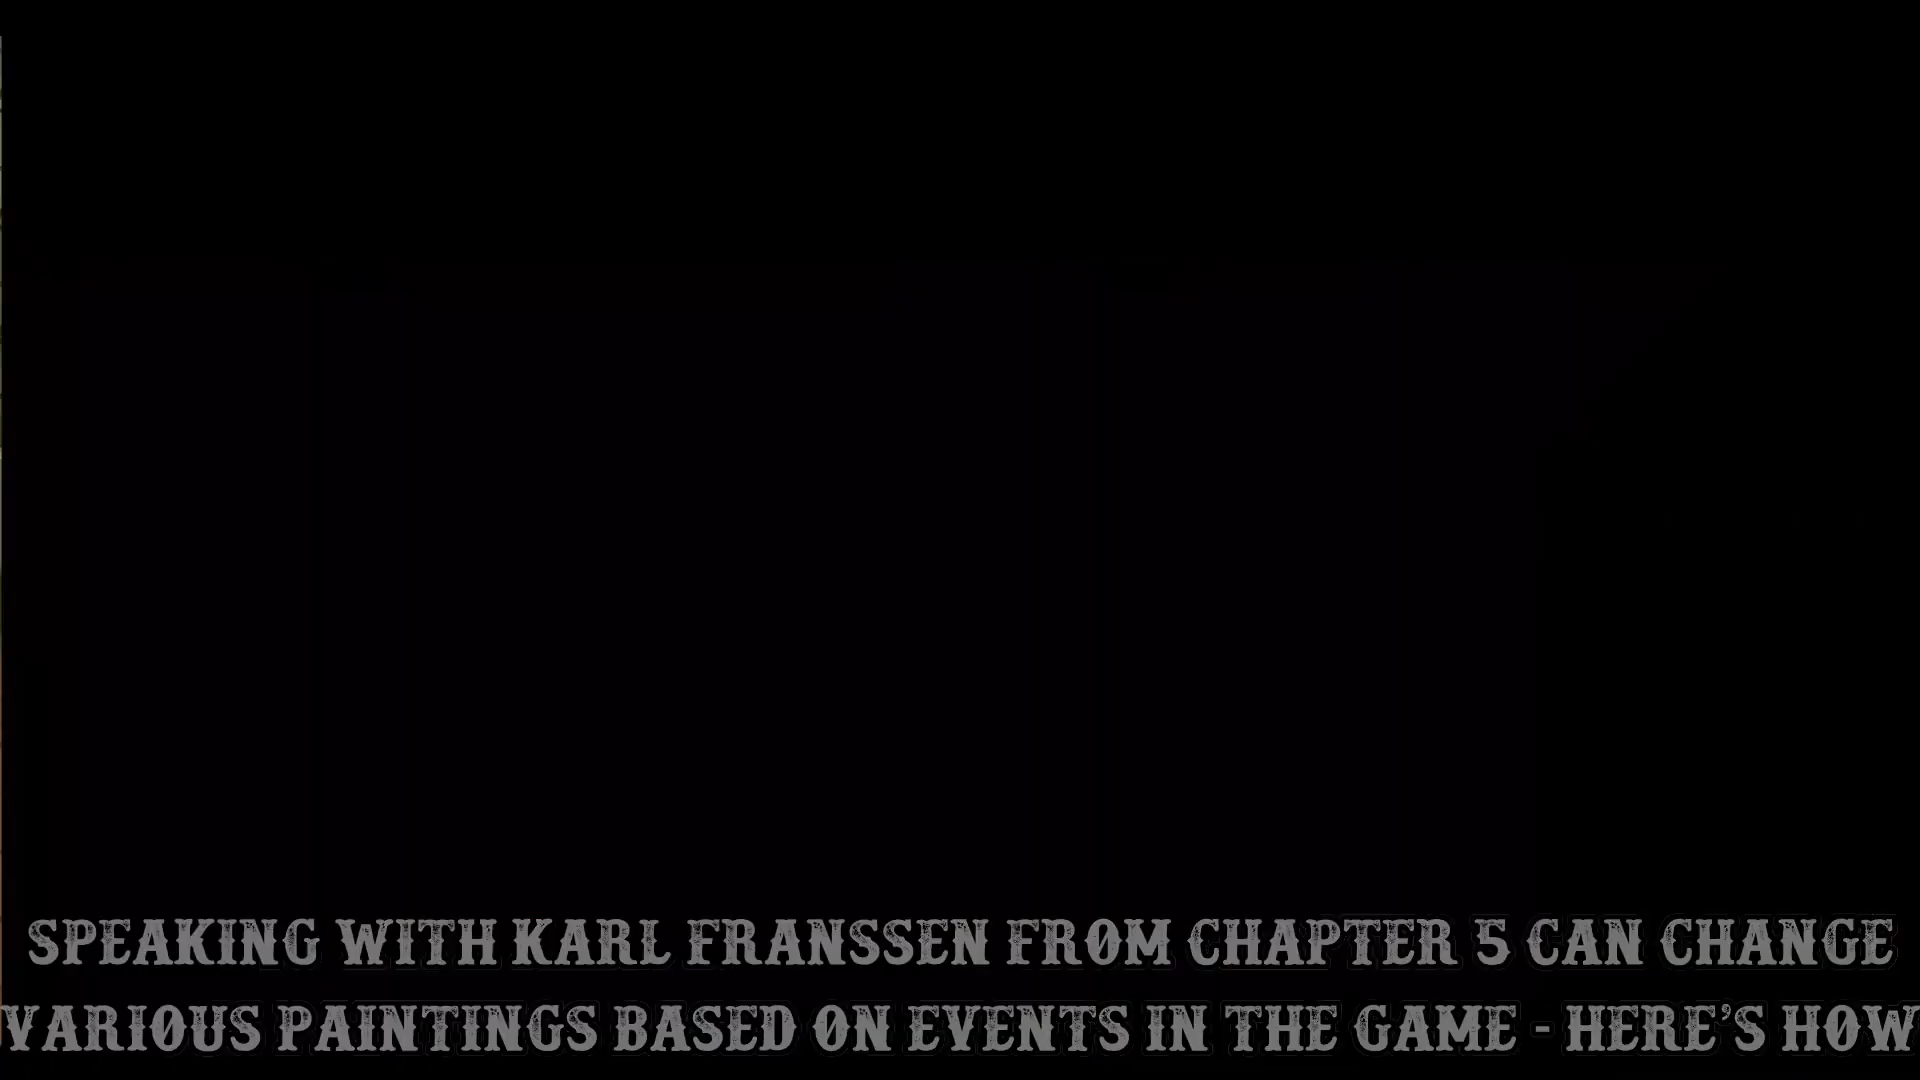 SPEAKING WITH KARL FRANSSEN FROM CHAPTER 5 CAN CHANGE
VARIOUS PAINTINGS BASED ON EVENTS IN THE GAME - HERE'S HOW